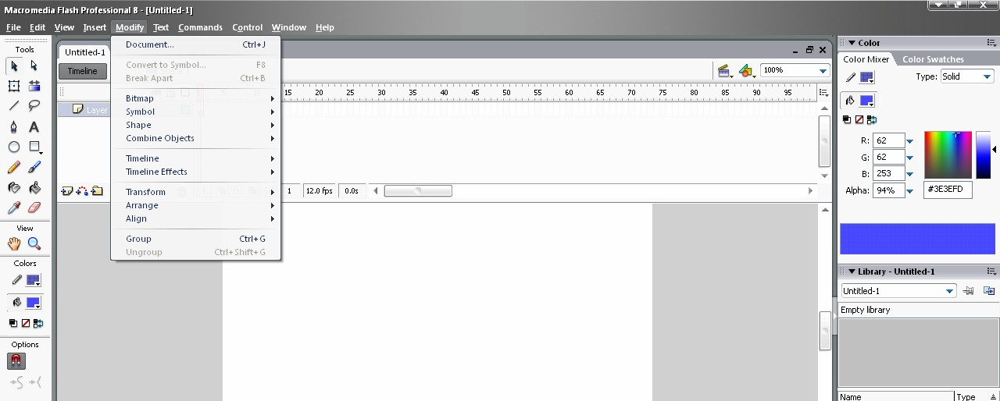 Macromedia Flash Professional 8 - [Untitled-1]
File Edit View Insert Modify Text Commands Control Window Help
Tools
View
Colors
Options
Untitled-1
Timeline
100%
15 20 25 30 35 40 45 50 55 60 65 70 75 80 85 90 95
Layer
1 12.0 fps 0.0s
Document... Ctrl+J
Convert to Symbol... F8
Break Apart Ctrl+B
Bitmap
Symbol
Shape
Combine Objects
Timeline
Timeline Effects
Transform
Arrange
Align
Group Ctrl+G
Ungroup Ctrl+Shift+G
Color
Color Mixer Color Swatches
Type: Solid
R: 62
G: 62
B: 253
Alpha: 94% #3E3EFD
Library - Untitled-1
Untitled-1
Empty library
Name Type